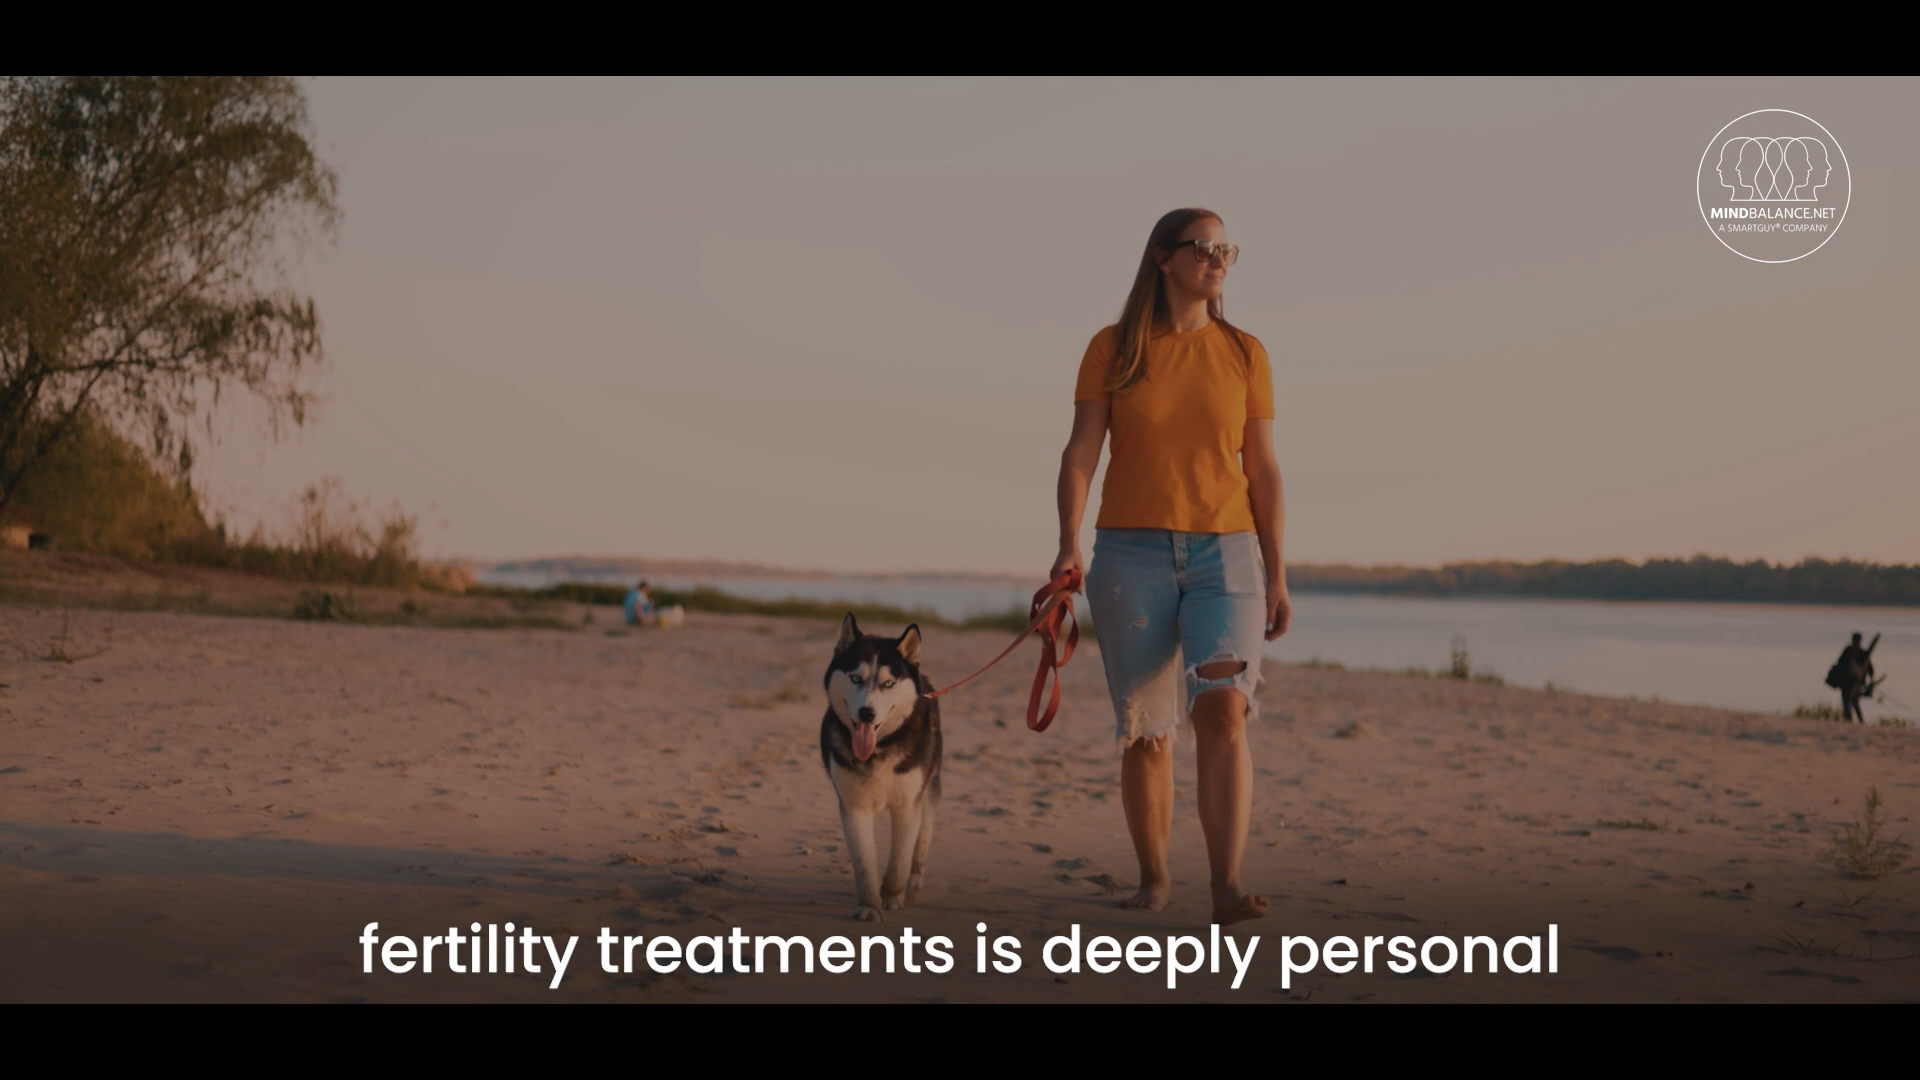 MINDBALANCE.NET
A SMARTGUY® COMPANY
fertility treatments is deeply personal